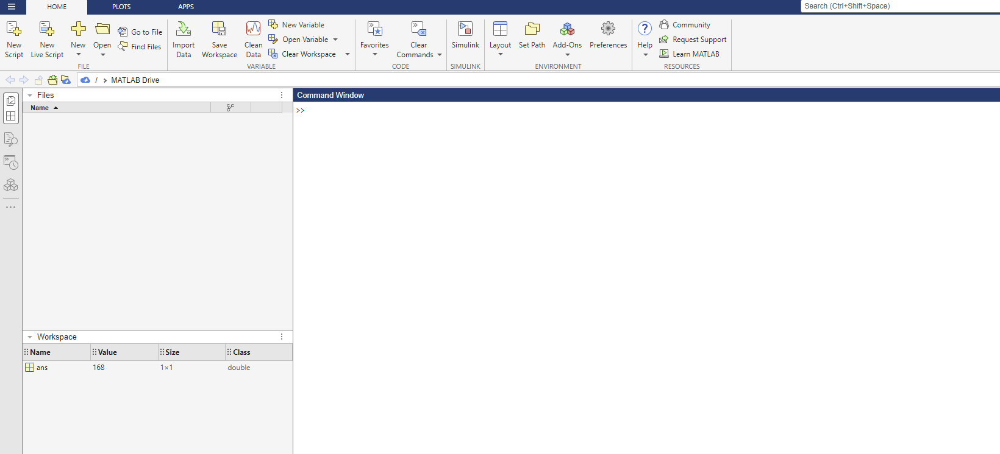 HOME PLOTS APPS Search (Ctrl+Shift+Space)
New Script
New Live Script
New
Open
Go to File
Find Files
FILE
Import Data
Save Workspace
Clean Data
New Variable
Open Variable
Clear Workspace
VARIABLE
Favorites
Clear Commands
CODE
Simulink
SIMULINK
Layout
Set Path
Add-Ons
Preferences
ENVIRONMENT
Help
Community
Request Support
Learn MATLAB
RESOURCES
/ > MATLAB Drive
Files
Name
Command Window
>>
Workspace
Name Value Size Class
ans 168 1×1 double